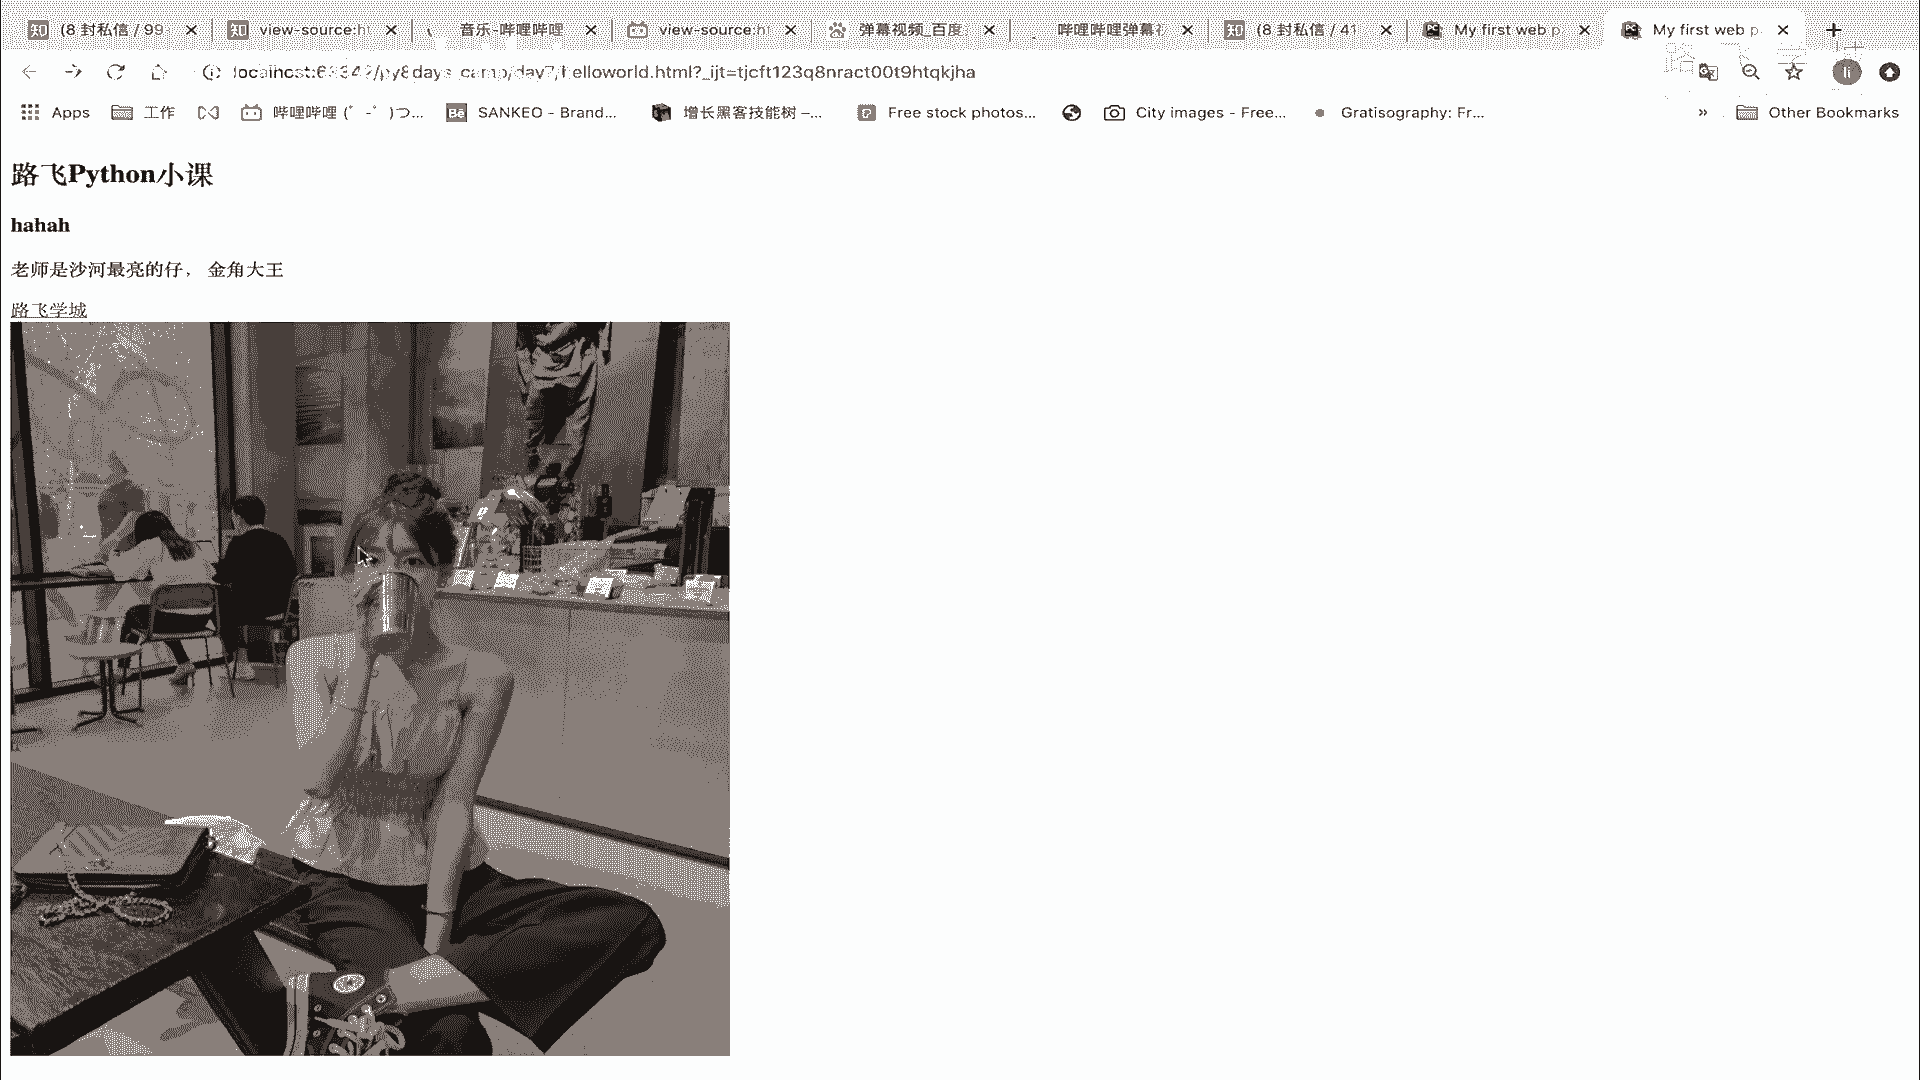 (8 封私信 / 99
view-source:h
音乐-哔哩哔哩
view-source:h
弹幕视频_百度
哔哩哔哩弹幕
(8 封私信 / 41
My first web p
My first web p
localhost:63342/py8days_camp/day7/helloworld.html?_ijt=tjcft123q8nract00t9htqkjha
Apps
工作
哔哩哔哩 (゜-゜)つ...
SANKEO - Brand...
增长黑客技能树 –...
Free stock photos...
City images - Free...
Gratisography: Fr...
Other Bookmarks
路飞Python小课
hahah
老师是沙河最亮的仔， 金角大王
路飞学城